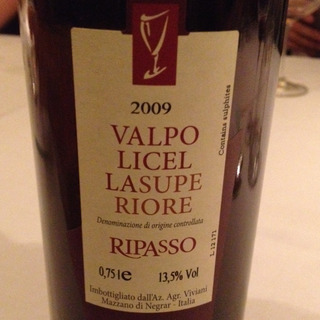 2009
VALPO
LICEL
LASUPE
RIORE
Denominazione di origine controllata
RIPASSO
0,75 l e 13,5% Vol
Imbottigliato dall'Az. Agr. Viviani
Mazzano di Negrar - Italia
Contains sulphites
L 12 171